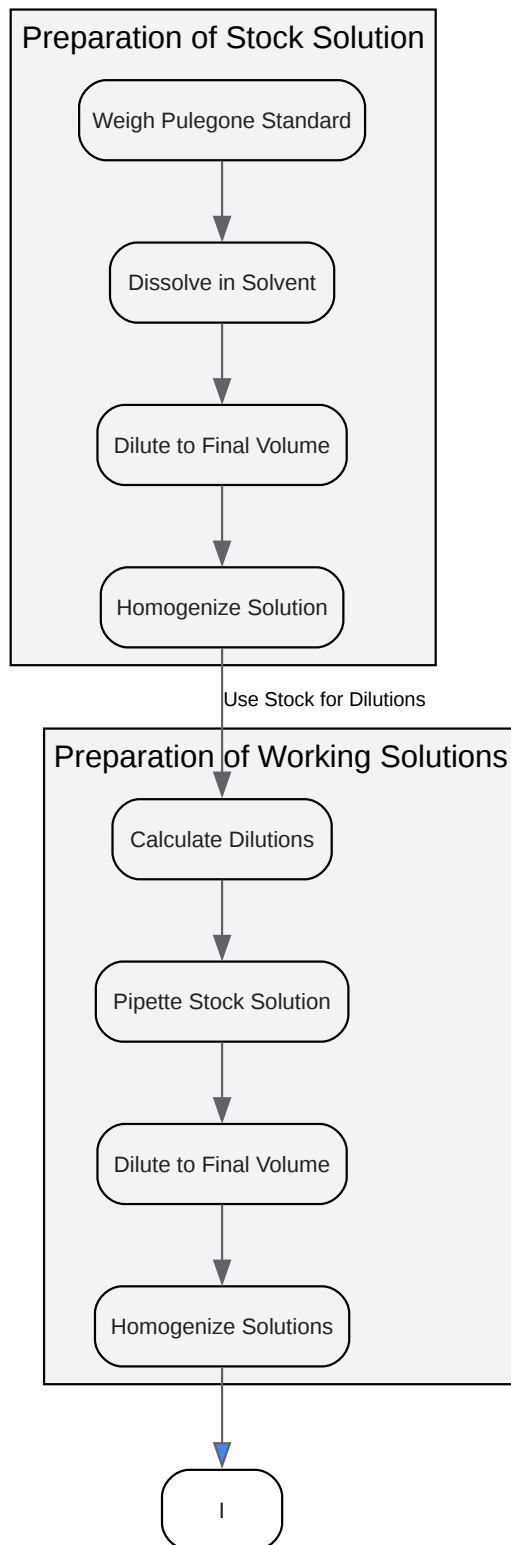 Preparation of Stock Solution
Weigh Pulegone Standard
Dissolve in Solvent
Dilute to Final Volume
Homogenize Solution
Use Stock for Dilutions
Preparation of Working Solutions
Calculate Dilutions
Pipette Stock Solution
Dilute to Final Volume
Homogenize Solutions
I